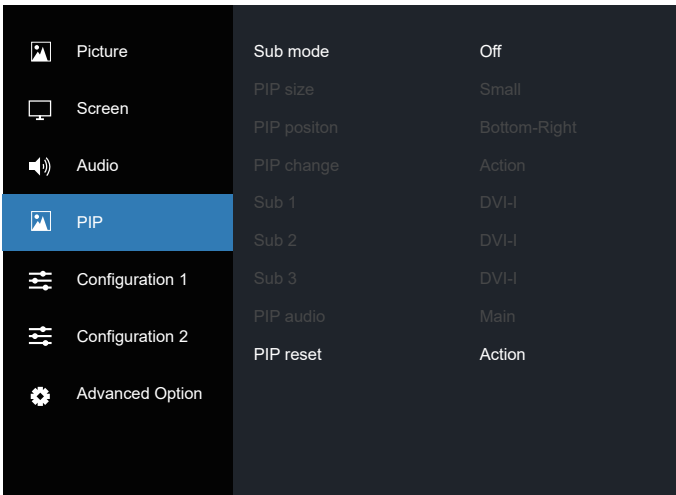 Picture
Screen
Audio
PIP
Configuration 1
Configuration 2
Advanced Option
Sub mode Off
PIP size Small
PIP positon Bottom-Right
PIP change Action
Sub 1 DVI-I
Sub 2 DVI-I
Sub 3 DVI-I
PIP audio Main
PIP reset Action